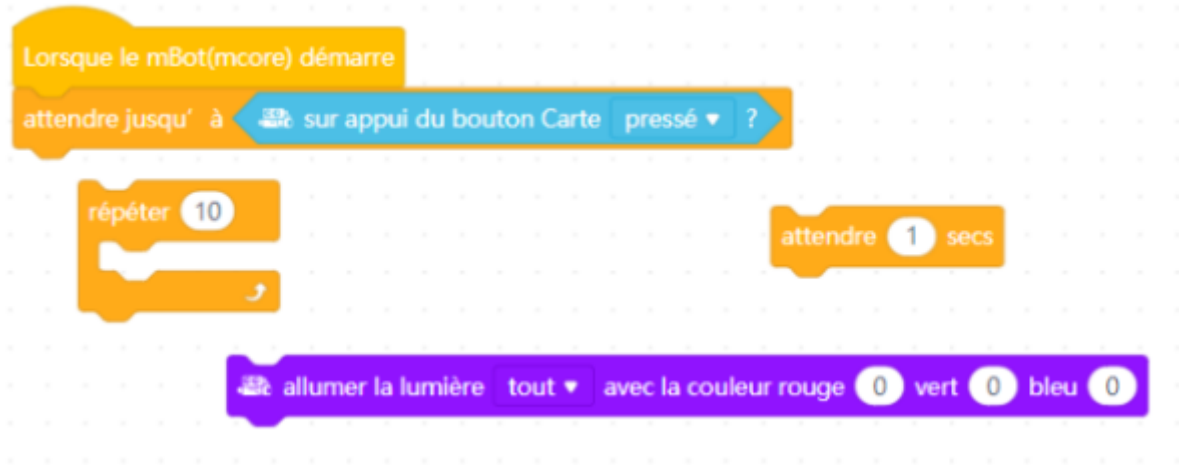 Lorsque le mBot(mcore) démarre
attendre jusqu' à sur appui du bouton Carte pressé ?
répéter 10
attendre 1 secs
allumer la lumière tout avec la couleur rouge 0 vert 0 bleu 0